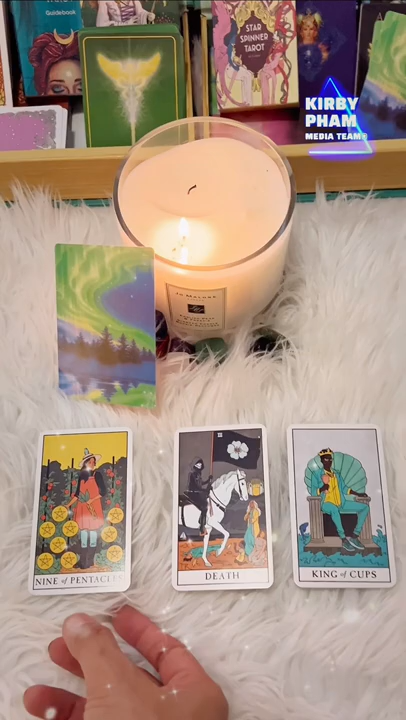 Guidebook
STAR
SPINNER
TAROT
KIRBY
PHAM
MEDIA TEAM
JO MALONE
NINE of PENTACLES
DEATH
KING of CUPS